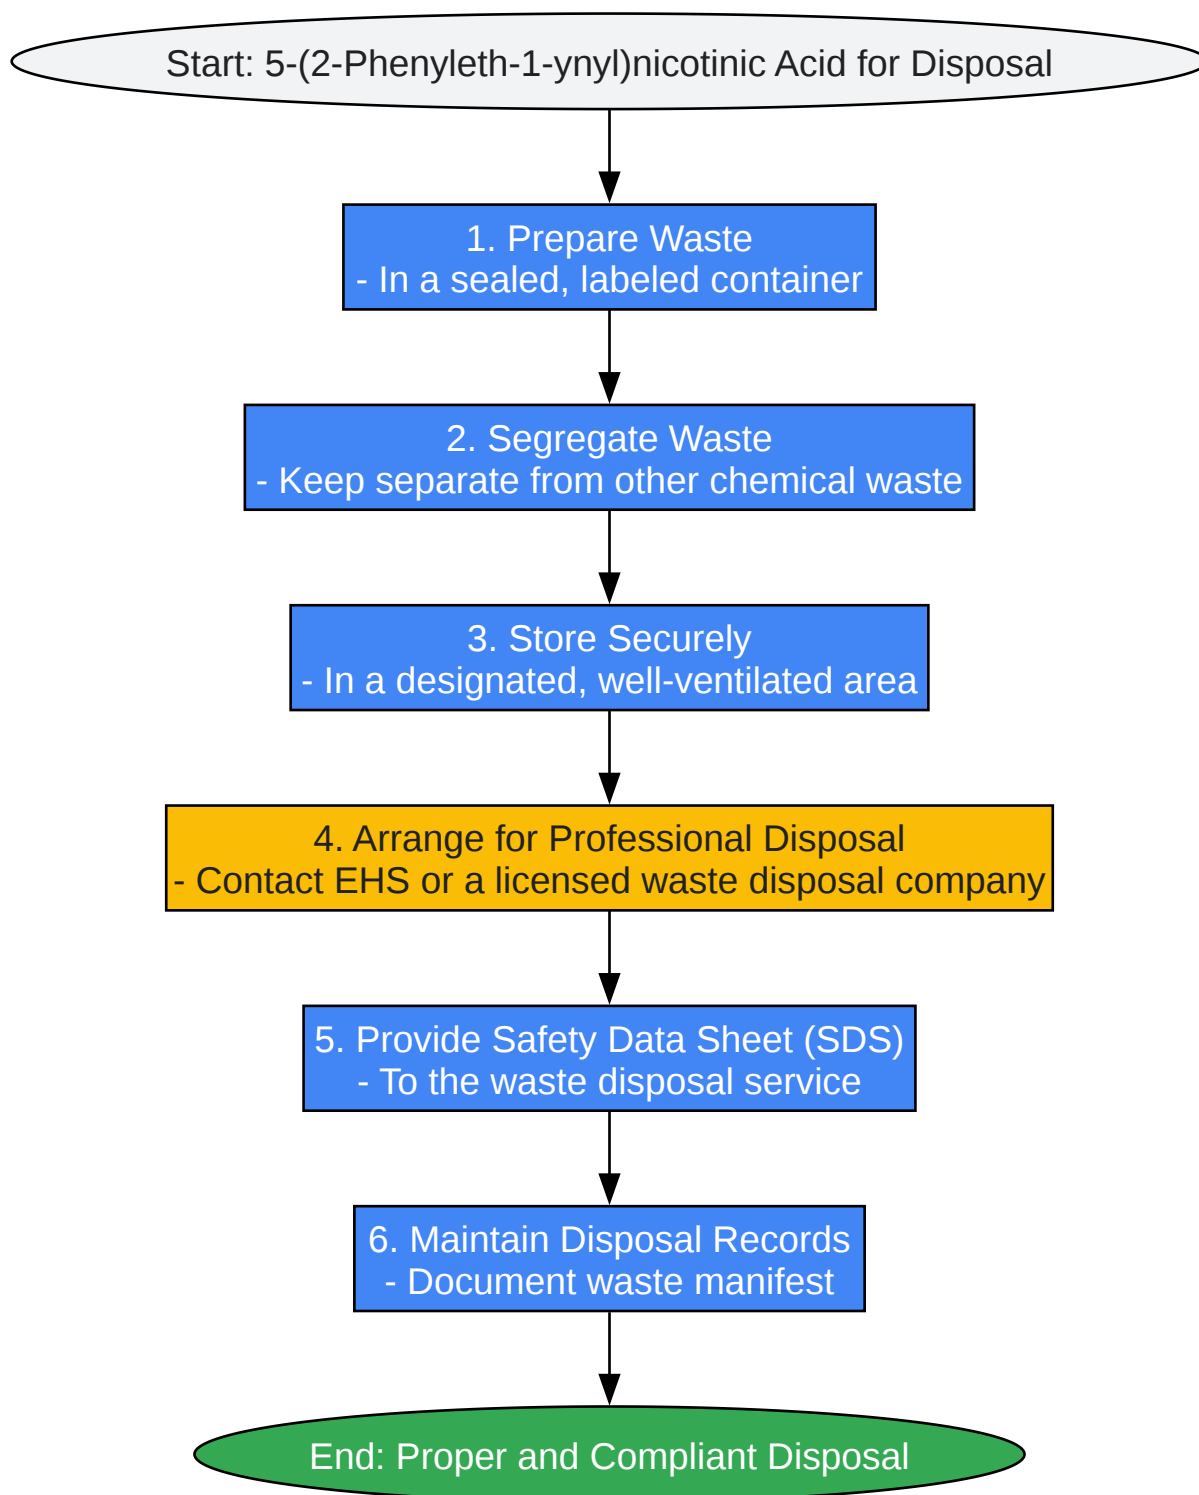 Start: 5-(2-Phenyleth-1-ynyl)nicotinic Acid for Disposal
1. Prepare Waste
- In a sealed, labeled container
2. Segregate Waste
- Keep separate from other chemical waste
3. Store Securely
- In a designated, well-ventilated area
4. Arrange for Professional Disposal
- Contact EHS or a licensed waste disposal company
5. Provide Safety Data Sheet (SDS)
- To the waste disposal service
6. Maintain Disposal Records
- Document waste manifest
End: Proper and Compliant Disposal